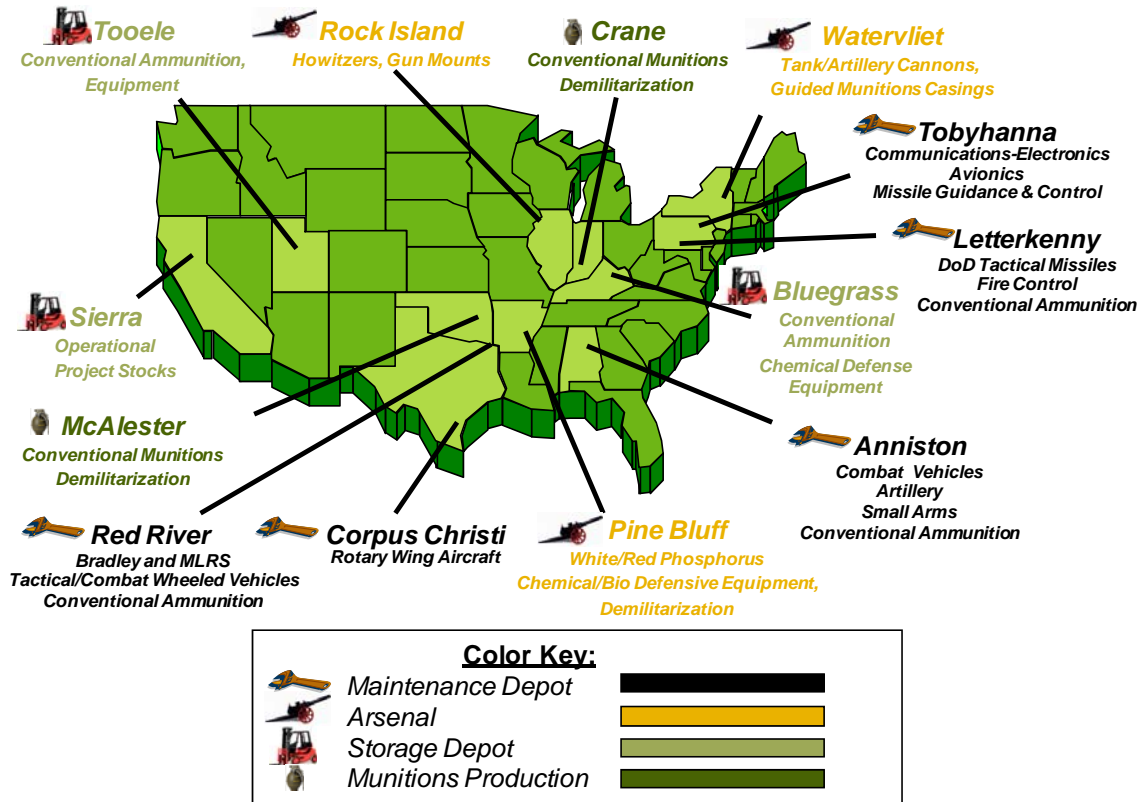 Tooele
Conventional Ammunition,
Equipment
Rock Island
Howitzers, Gun Mounts
Crane
Conventional Munitions
Demilitarization
Watervliet
Tank/Artillery Cannons,
Guided Munitions Casings
Tobyhanna
Communications-Electronics
Avionics
Missile Guidance & Control
Letterkenny
DoD Tactical Missiles
Fire Control
Conventional Ammunition
Bluegrass
Conventional
Ammunition
Chemical Defense
Equipment
Sierra
Operational
Project Stocks
McAlester
Conventional Munitions
Demilitarization
Anniston
Combat Vehicles
Artillery
Small Arms
Conventional Ammunition
Red River
Bradley and MLRS
Tactical/Combat Wheeled Vehicles
Conventional Ammunition
Corpus Christi
Rotary Wing Aircraft
Pine Bluff
White/Red Phosphorus
Chemical/Bio Defensive Equipment,
Demilitarization
Color Key:
Maintenance Depot
Arsenal
Storage Depot
Munitions Production